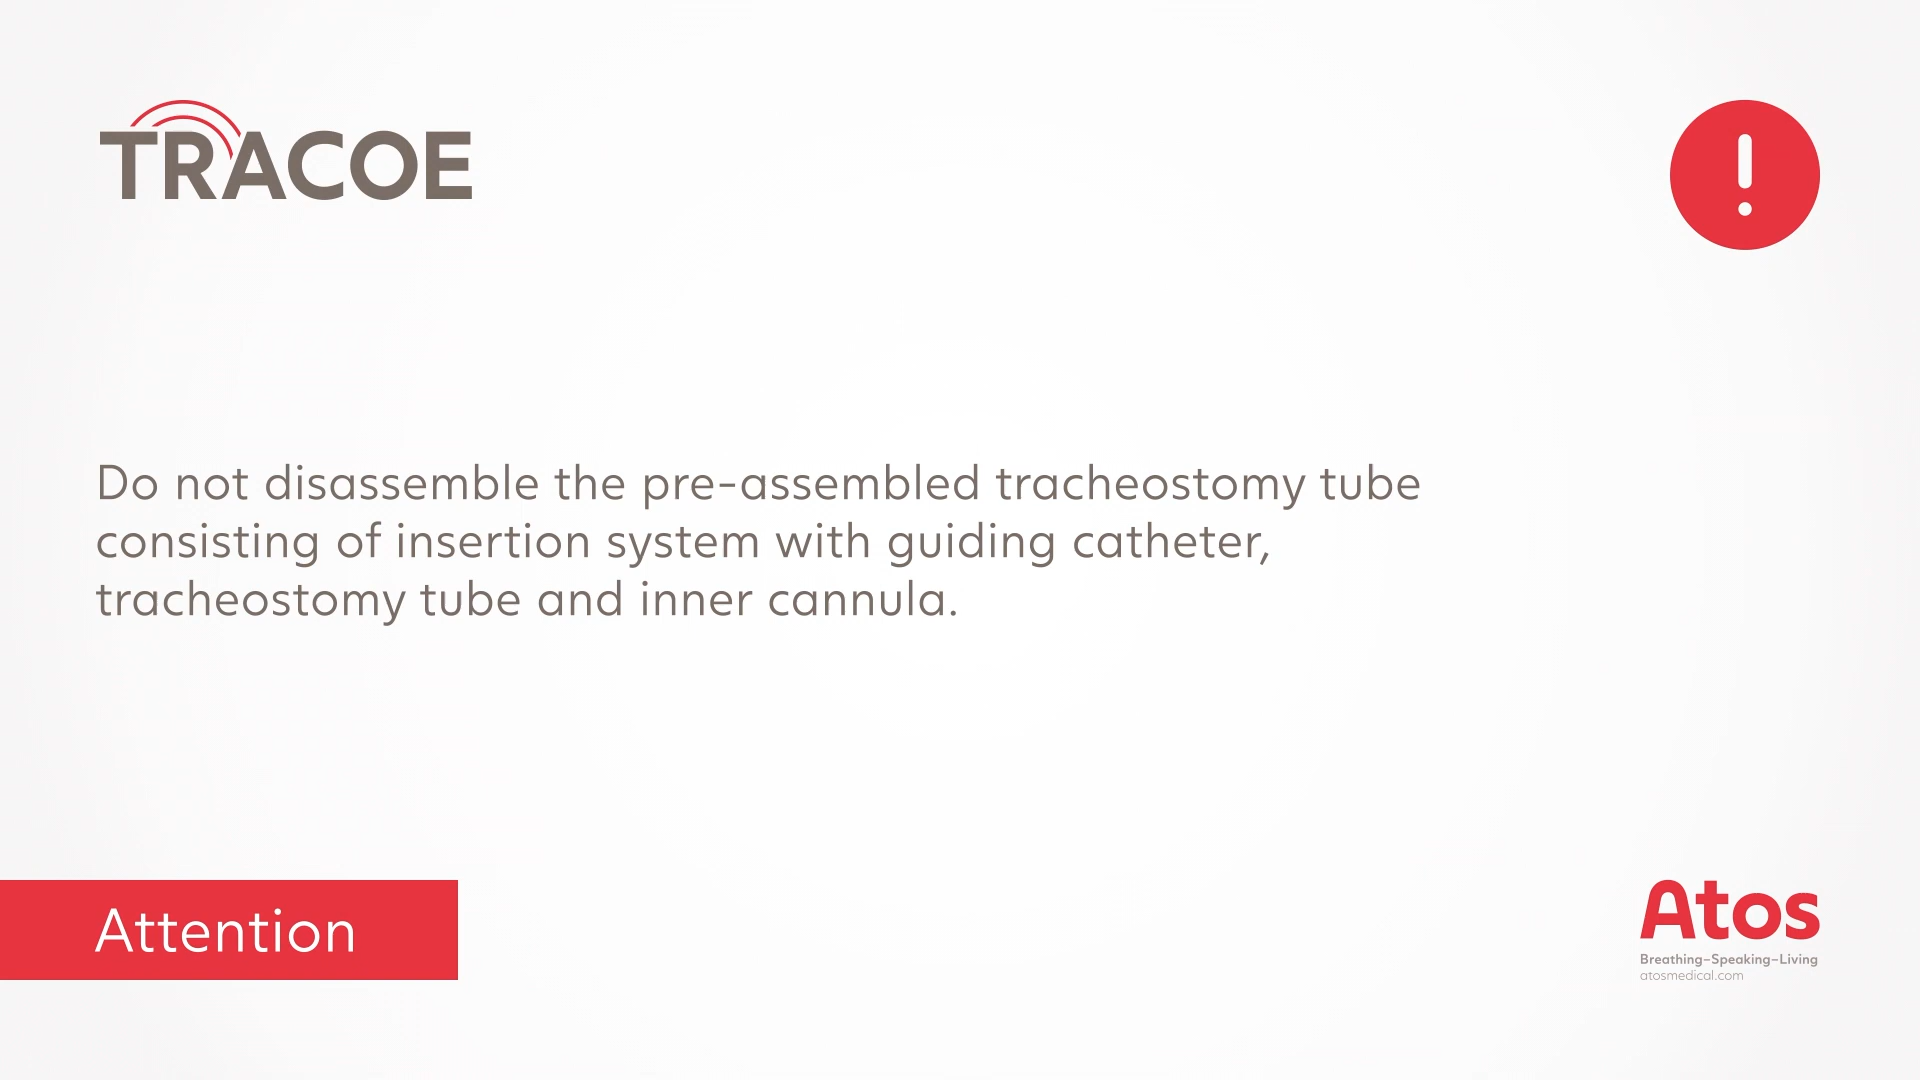 TRACOE
!
Do not disassemble the pre-assembled tracheostomy tube
consisting of insertion system with guiding catheter,
tracheostomy tube and inner cannula.
Attention
Atos
Breathing–Speaking–Living
atosmedical.com